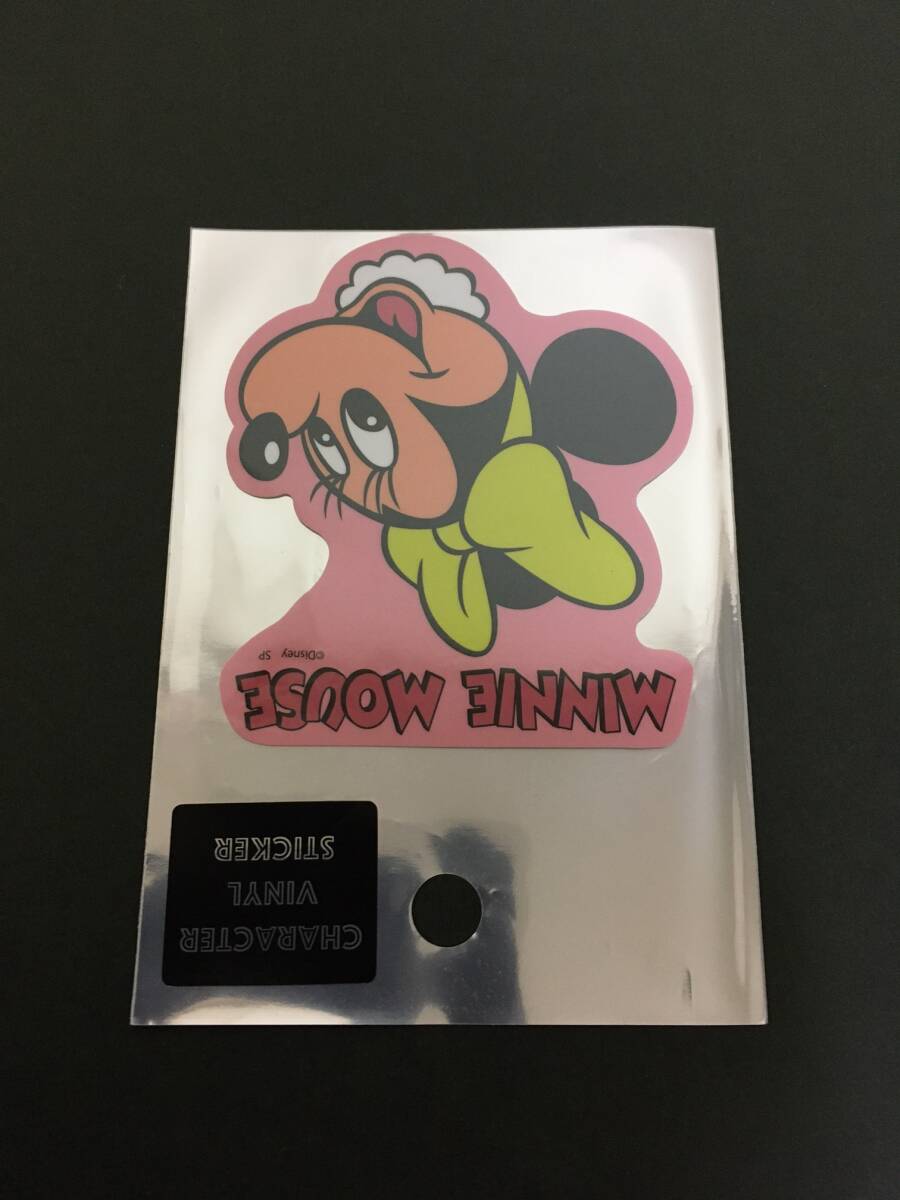 CHARACTER
VINYL
STICKER
MINNIE MOUSE
©Disney SP